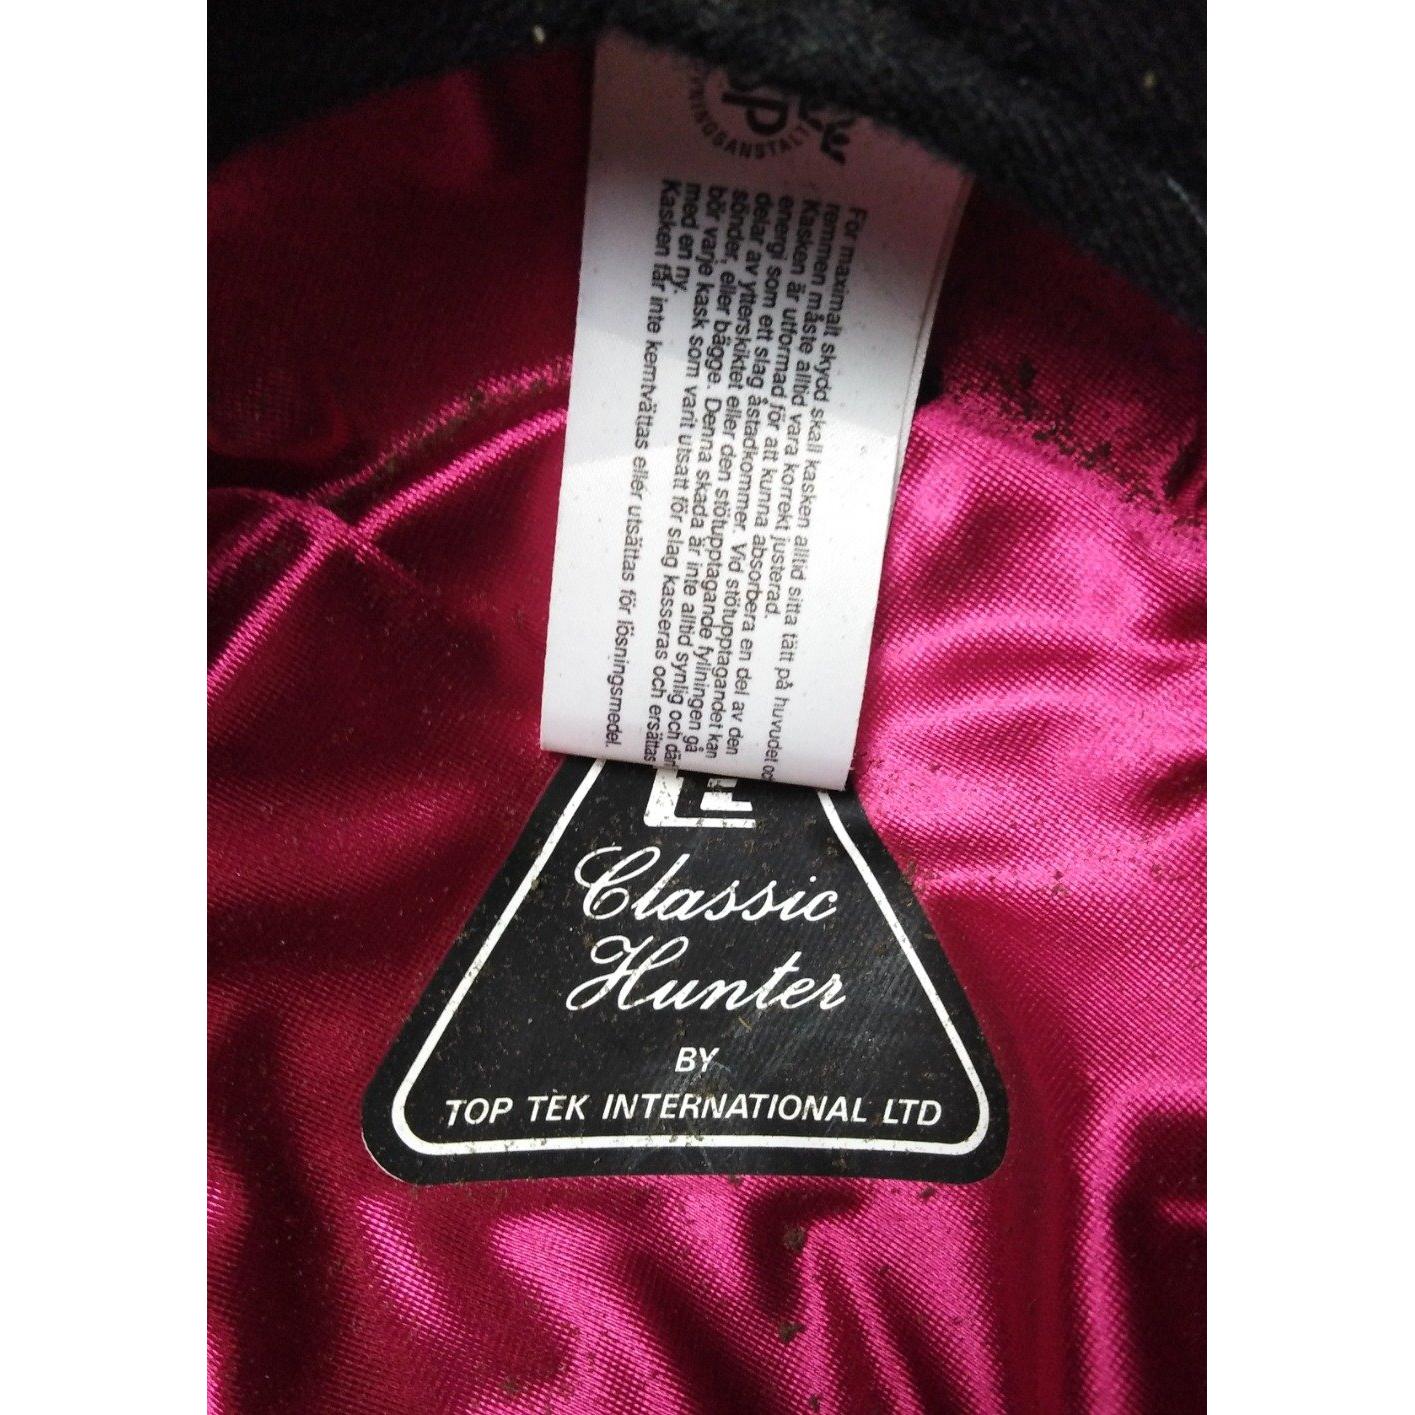 SP
NINGSANSTALT
För maximalt skydd skall kasken alltid sitta tätt på huvudet oc
remmen måste alltid vara korrekt justerad.
Kasken är utformad för att kunna absorbera en del av den
energi som ett slag åstadkommer. Vid stötupptagandet kan
delar av ytterskiktet eller den stötupptagande fyllningen gå
sönder, eller bägge. Denna skada är inte alltid synlig och där
bör varje kask som varit utsatt för slag kasseras och ersättas
med en ny.
Kasken får inte kemtvättas eller utsättas för lösningsmedel.
Classic
Hunter
BY
TOP TEK INTERNATIONAL LTD